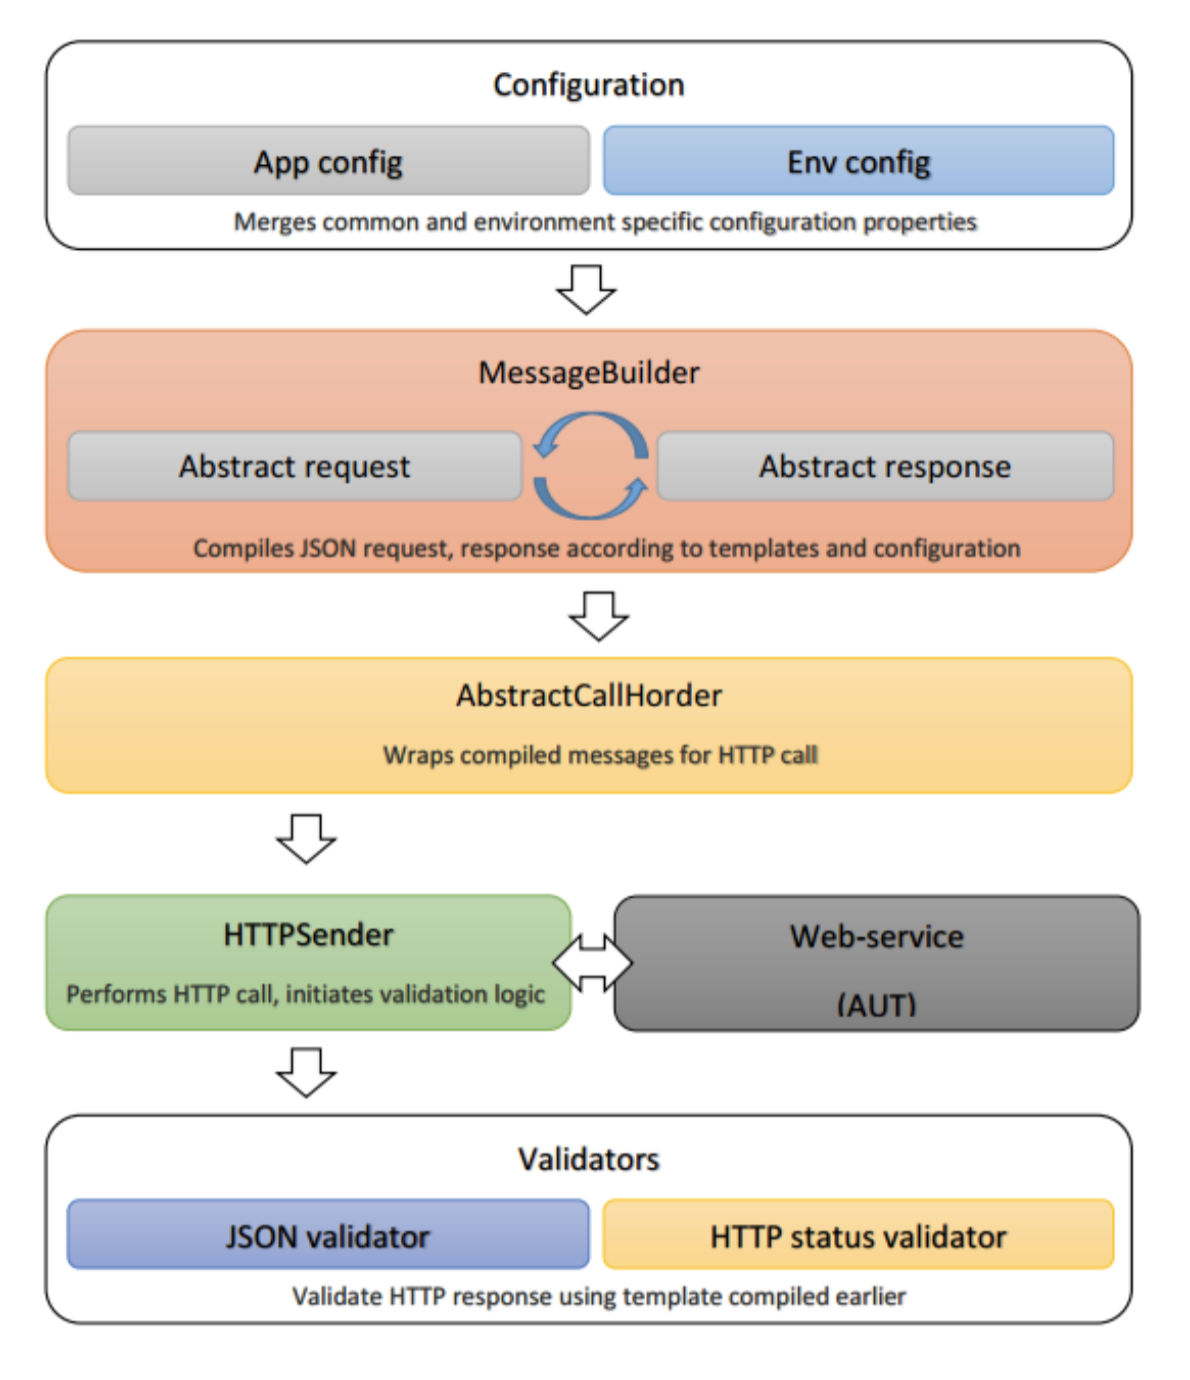 Configuration
App config
Env config
Merges common and environment specific configuration properties
MessageBuilder
Abstract request
Abstract response
Compiles JSON request, response according to templates and configuration
AbstractCallHorder
Wraps compiled messages for HTTP call
HTTPSender
Performs HTTP call, initiates validation logic
Web-service
(AUT)
Validators
JSON validator
HTTP status validator
Validate HTTP response using template compiled earlier